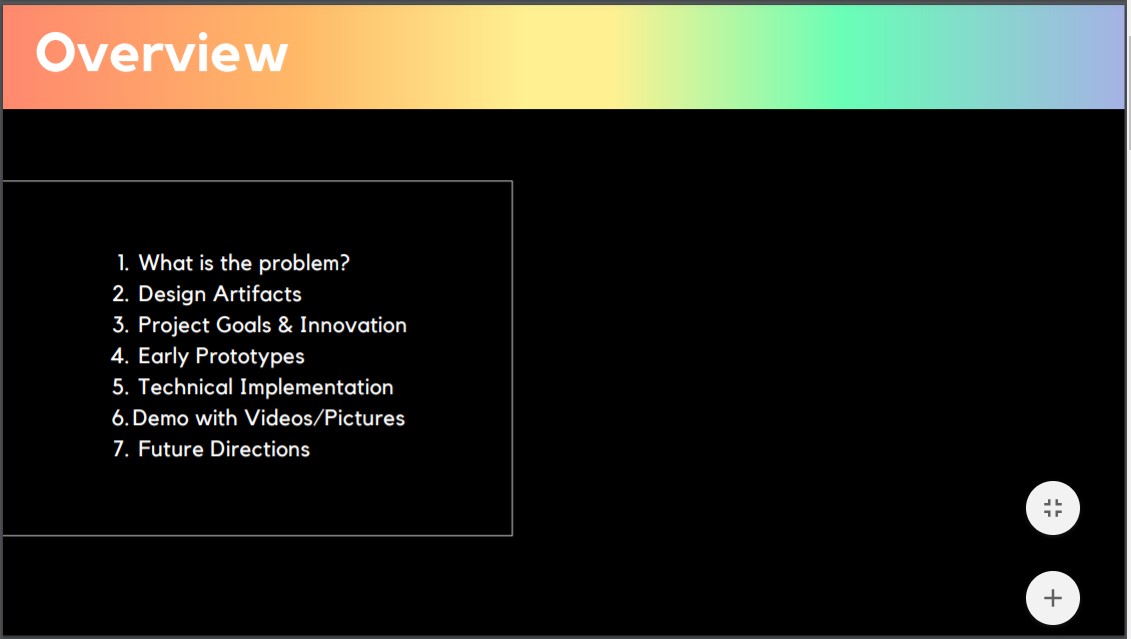 Overview
1. What is the problem?
2. Design Artifacts
3. Project Goals & Innovation
4. Early Prototypes
5. Technical Implementation
6. Demo with Videos/Pictures
7. Future Directions